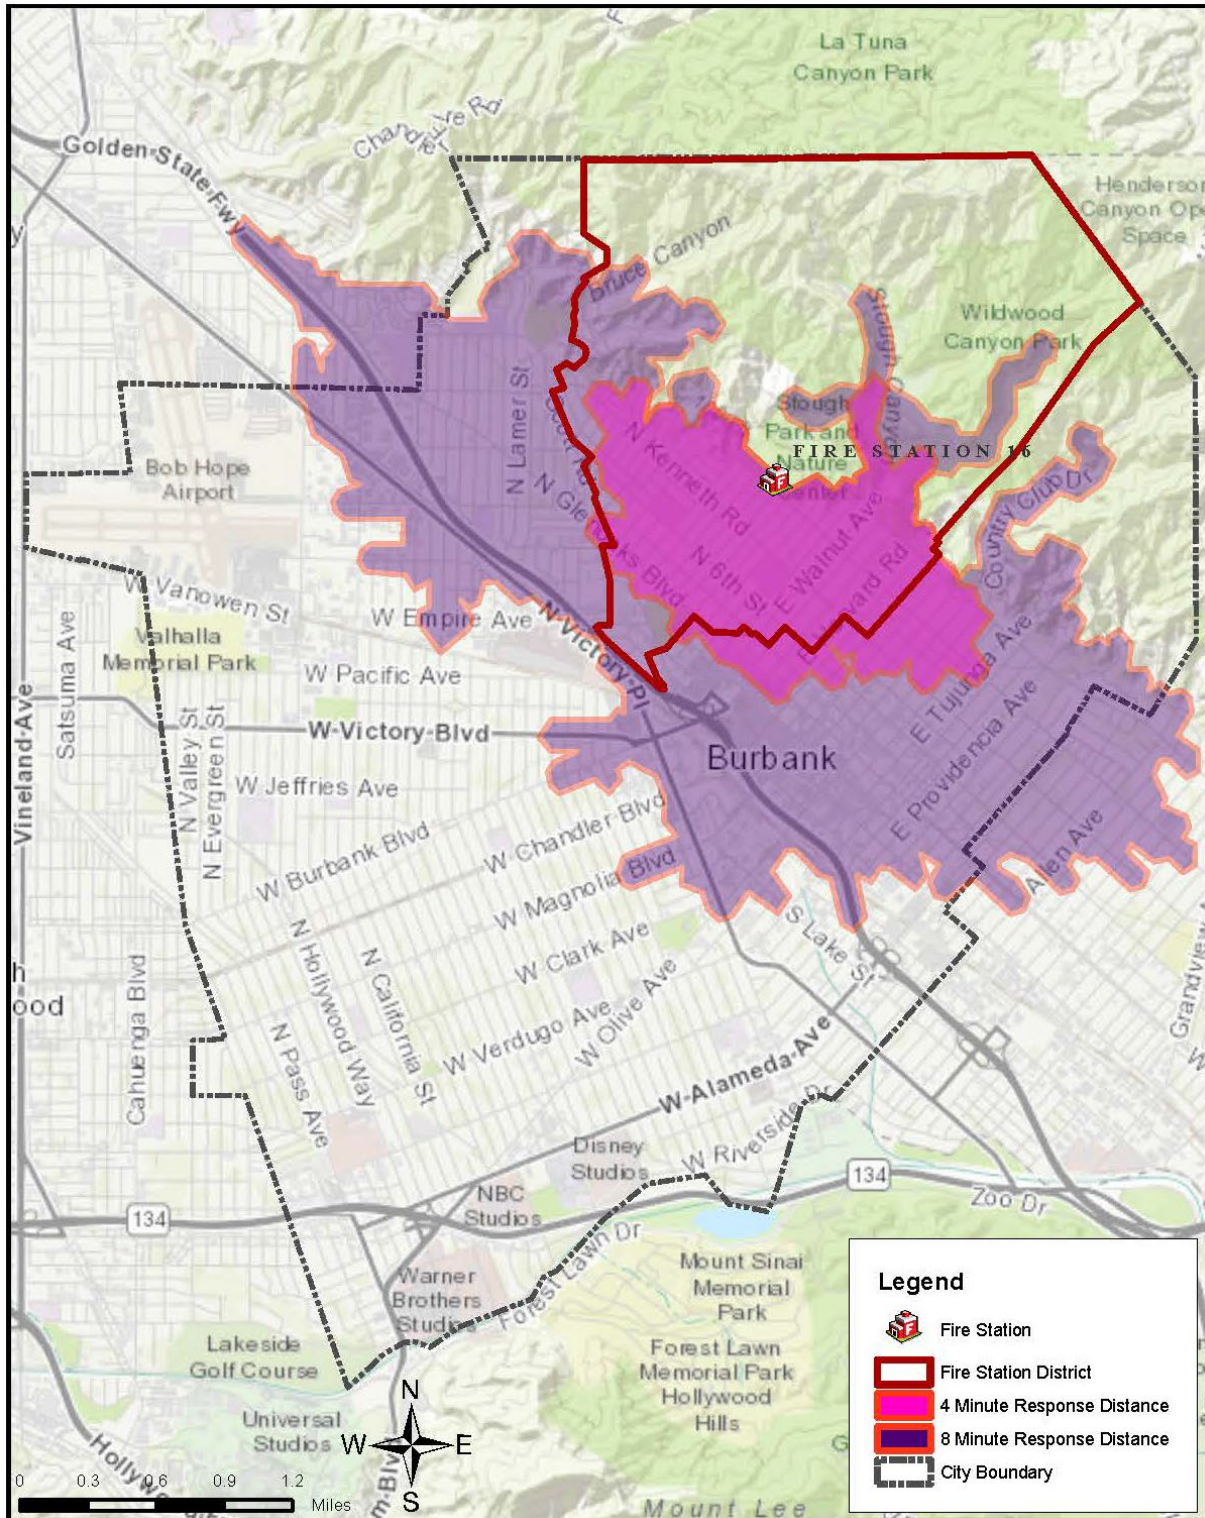 La Tuna
Canyon Park
Golden State Fwy
Henderson
Canyon Ope
Space
Bruce Canyon
Stough Canyo
Wildwood
Canyon Park
N Lamer St
Stough
Park and
Nature
FIRE STATION 16
N Kenneth Rd
Country Club Dr
Bob Hope
Airport
E Walnut Ave
N 6th St
W Vanowen St
W Empire Ave
N Victory Pl
Valhalla
Memorial Park
W Pacific Ave
Satsuma Ave
E Tujunga Ave
Vineland Ave
N Valley St
N Evergreen St
W Victory Blvd
Burbank
E Providencia Ave
W Jeffries Ave
W Chandler Blvd
W Burbank Blvd
W Magnolia Blvd
Allen Ave
W Clark Ave
S Lake St
h
ood
Cahuenga Blvd
N Hollywood Way
N California St
W Verdugo Ave
W Olive Ave
N Pass Ave
W Alameda Ave
W Riverside Dr
Disney
Studios
134
NBC
Studios
134
Zoo Dr
Forest Lawn Dr
Warner
Brothers
Studios
Mount Sinai
Memorial
Park
Lakeside
Golf Course
Forest Lawn
Memorial Park
Hollywood
Hills
Universal
Studios
N
W E
S
0 0.3 0.6 0.9 1.2
Miles
Mount Lee
Legend
Fire Station
Fire Station District
4 Minute Response Distance
8 Minute Response Distance
City Boundary